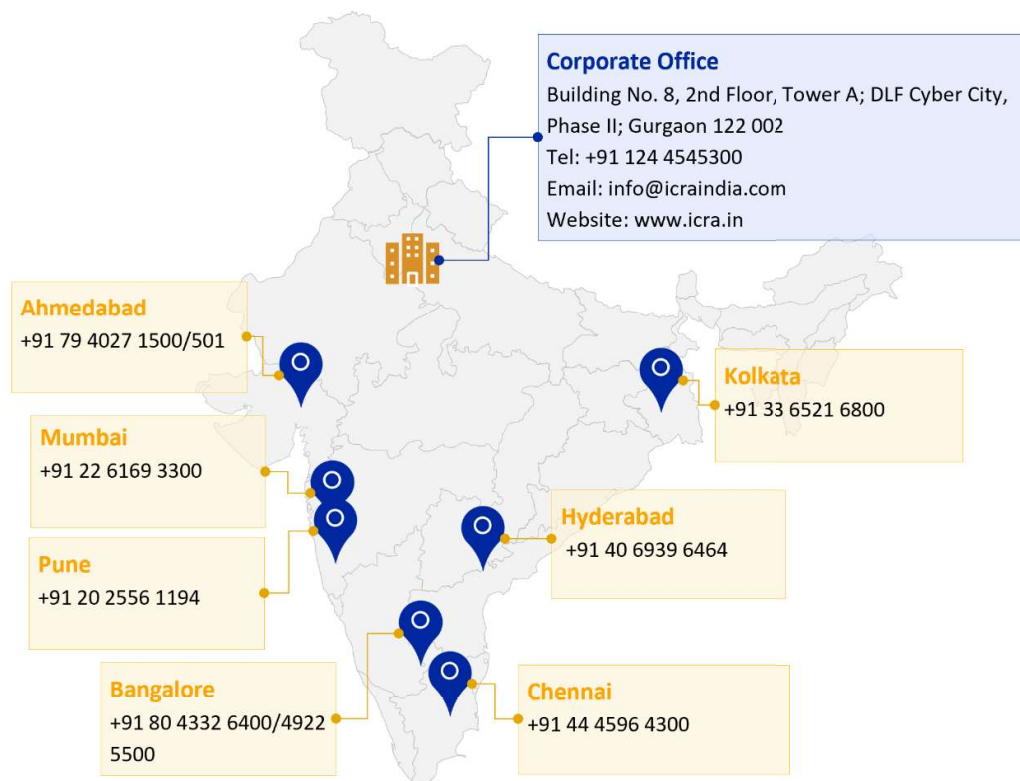 Corporate Office
Building No. 8, 2nd Floor, Tower A; DLF Cyber City,
Phase II; Gurgaon 122 002
Tel: +91 124 4545300
Email: info@icraindia.com
Website: www.icra.in
Ahmedabad
+91 79 4027 1500/501
Kolkata
+91 33 6521 6800
Mumbai
+91 22 6169 3300
Hyderabad
+91 40 6939 6464
Pune
+91 20 2556 1194
Bangalore
+91 80 4332 6400/4922
5500
Chennai
+91 44 4596 4300